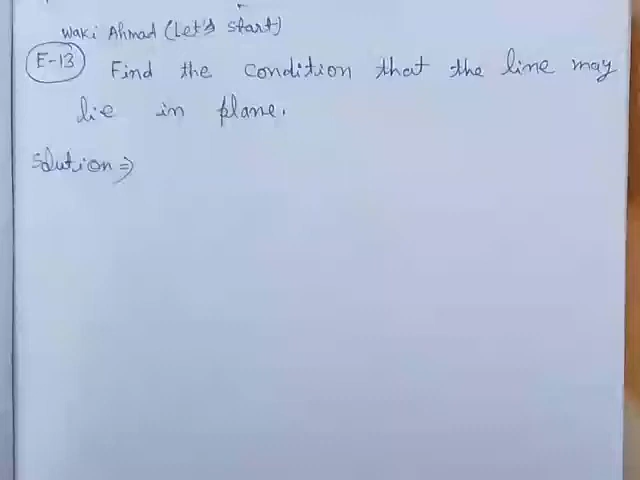 Waki Ahmad (Let's start)
E-13 Find the condition that the line may
lie in plane.
Solution ⇒